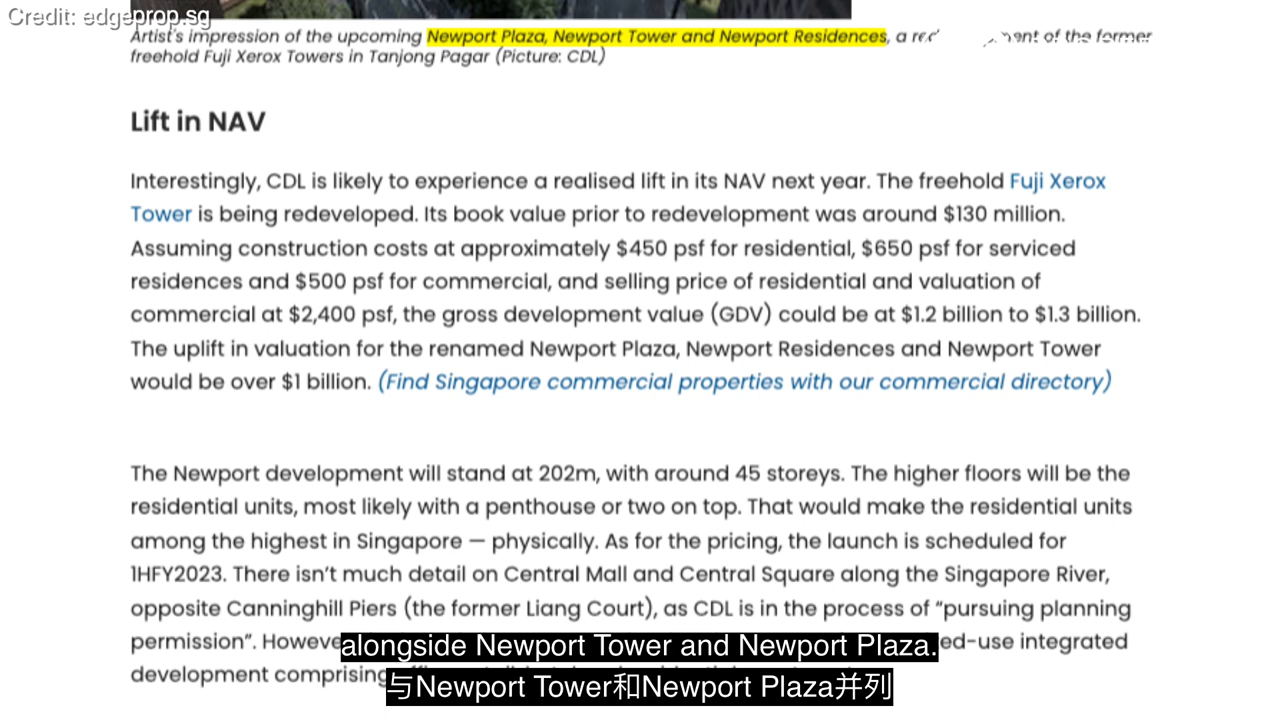 Credit: edgeprop.sg
Artist's impression of the upcoming Newport Plaza, Newport Tower and Newport Residences, a of the former
freehold Fuji Xerox Towers in Tanjong Pagar (Picture: CDL)
Lift in NAV
Interestingly, CDL is likely to experience a realised lift in its NAV next year. The freehold Fuji Xerox
Tower is being redeveloped. Its book value prior to redevelopment was around $130 million.
Assuming construction costs at approximately $450 psf for residential, $650 psf for serviced
residences and $500 psf for commercial, and selling price of residential and valuation of
commercial at $2,400 psf, the gross development value (GDV) could be at $1.2 billion to $1.3 billion.
The uplift in valuation for the renamed Newport Plaza, Newport Residences and Newport Tower
would be over $1 billion. (Find Singapore commercial properties with our commercial directory)
The Newport development will stand at 202m, with around 45 storeys. The higher floors will be the
residential units, most likely with a penthouse or two on top. That would make the residential units
among the highest in Singapore — physically. As for the pricing, the launch is scheduled for
1HFY2023. There isn't much detail on Central Mall and Central Square along the Singapore River,
opposite Canninghill Piers (the former Liang Court), as CDL is in the process of "pursuing planning
permission". Howeve ed-use integrated
development comprising
alongside Newport Tower and Newport Plaza.
与Newport Tower和Newport Plaza并列